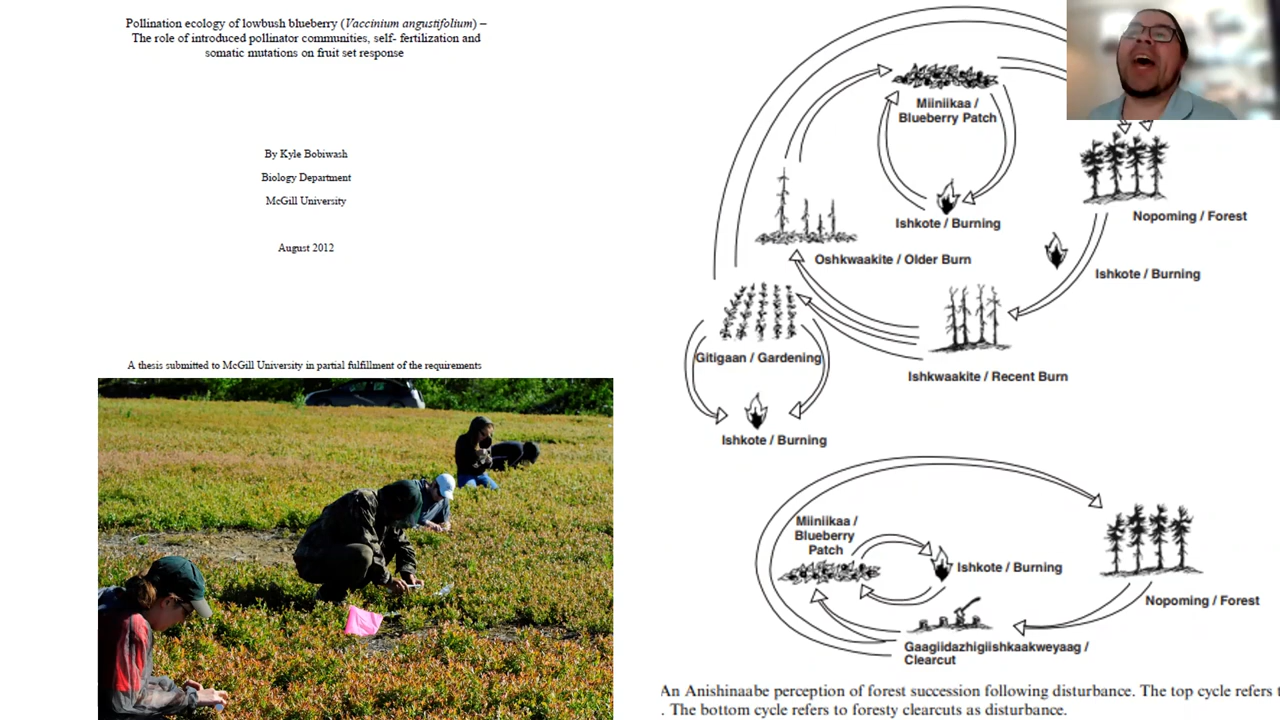 Pollination ecology of lowbush blueberry (Vaccinium angustifolium) –
The role of introduced pollinator communities, self- fertilization and
somatic mutations on fruit set response
By Kyle Bobiwash
Biology Department
McGill University
August 2012
A thesis submitted to McGill University in partial fulfillment of the requirements
Miiniikaa /
Blueberry Patch
Ishkote / Burning
Nopoming / Forest
Oshkwaakite / Older Burn
Ishkote / Burning
Gitigaan / Gardening
Ishkwaakite / Recent Burn
Ishkote / Burning
Miiniikaa /
Blueberry
Patch
Ishkote / Burning
Nopoming / Forest
Gaagiidazhigiishkaakweyaag /
Clearcut
An Anishinaabe perception of forest succession following disturbance. The top cycle refers
. The bottom cycle refers to foresty clearcuts as disturbance.